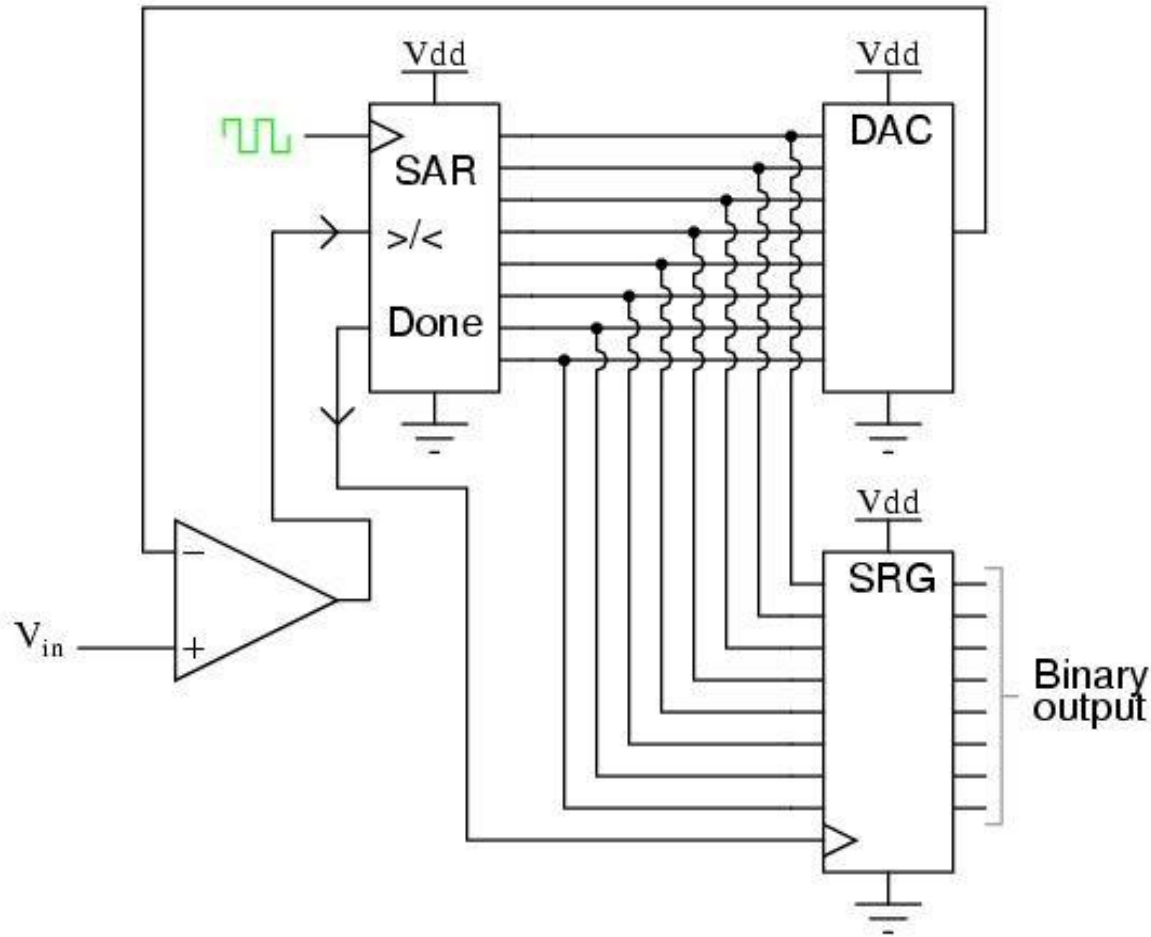 Vdd
Vdd
SAR
DAC
>/<
Done
Vdd
−
SRG
Vin
+
Binary
output